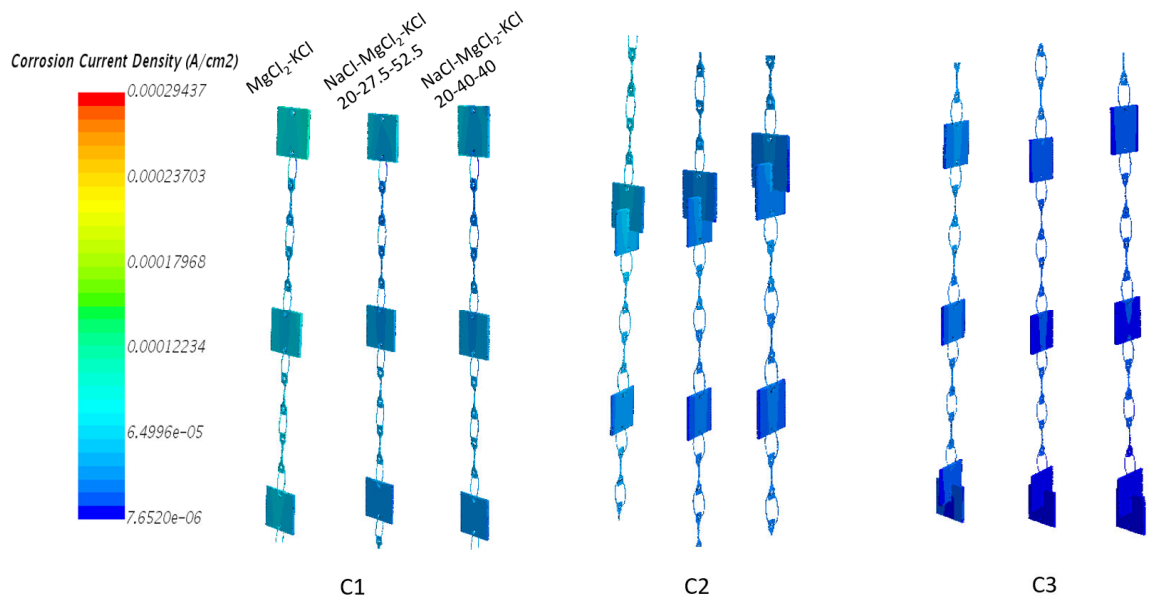 Corrosion Current Density (A/cm2)
0.00029437
0.00023703
0.00017968
0.00012234
6.4996e-05
7.6520e-06
MgCl₂-KCl
NaCl-MgCl₂-KCl
20-27.5-52.5
NaCl-MgCl₂-KCl
20-40-40
C1
C2
C3